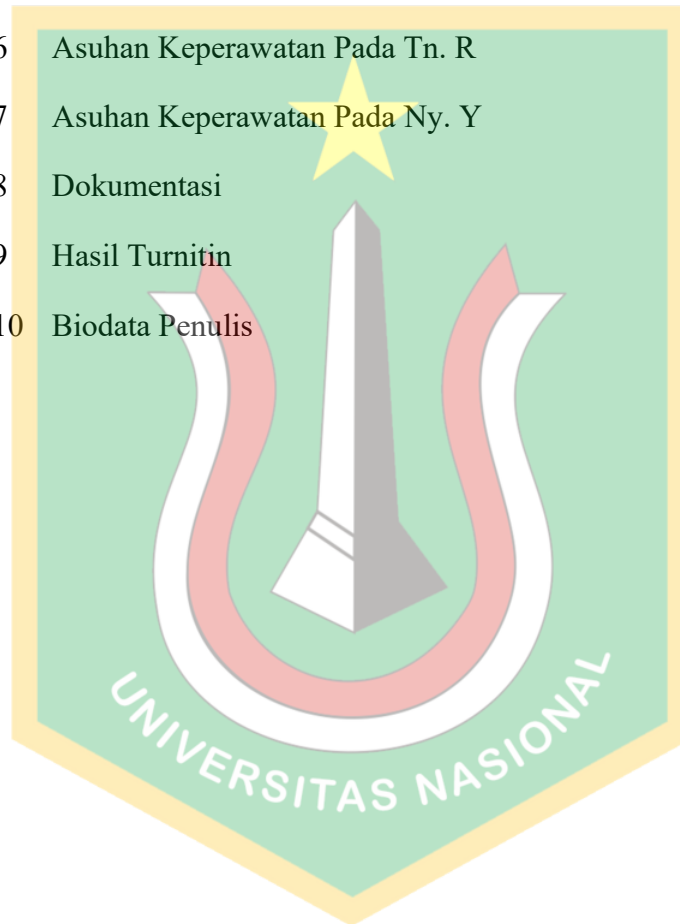 6 Asuhan Keperawatan Pada Tn. R
7 Asuhan Keperawatan Pada Ny. Y
8 Dokumentasi
9 Hasil Turnitin
10 Biodata Penulis
UNIVERSITAS NASIONAL